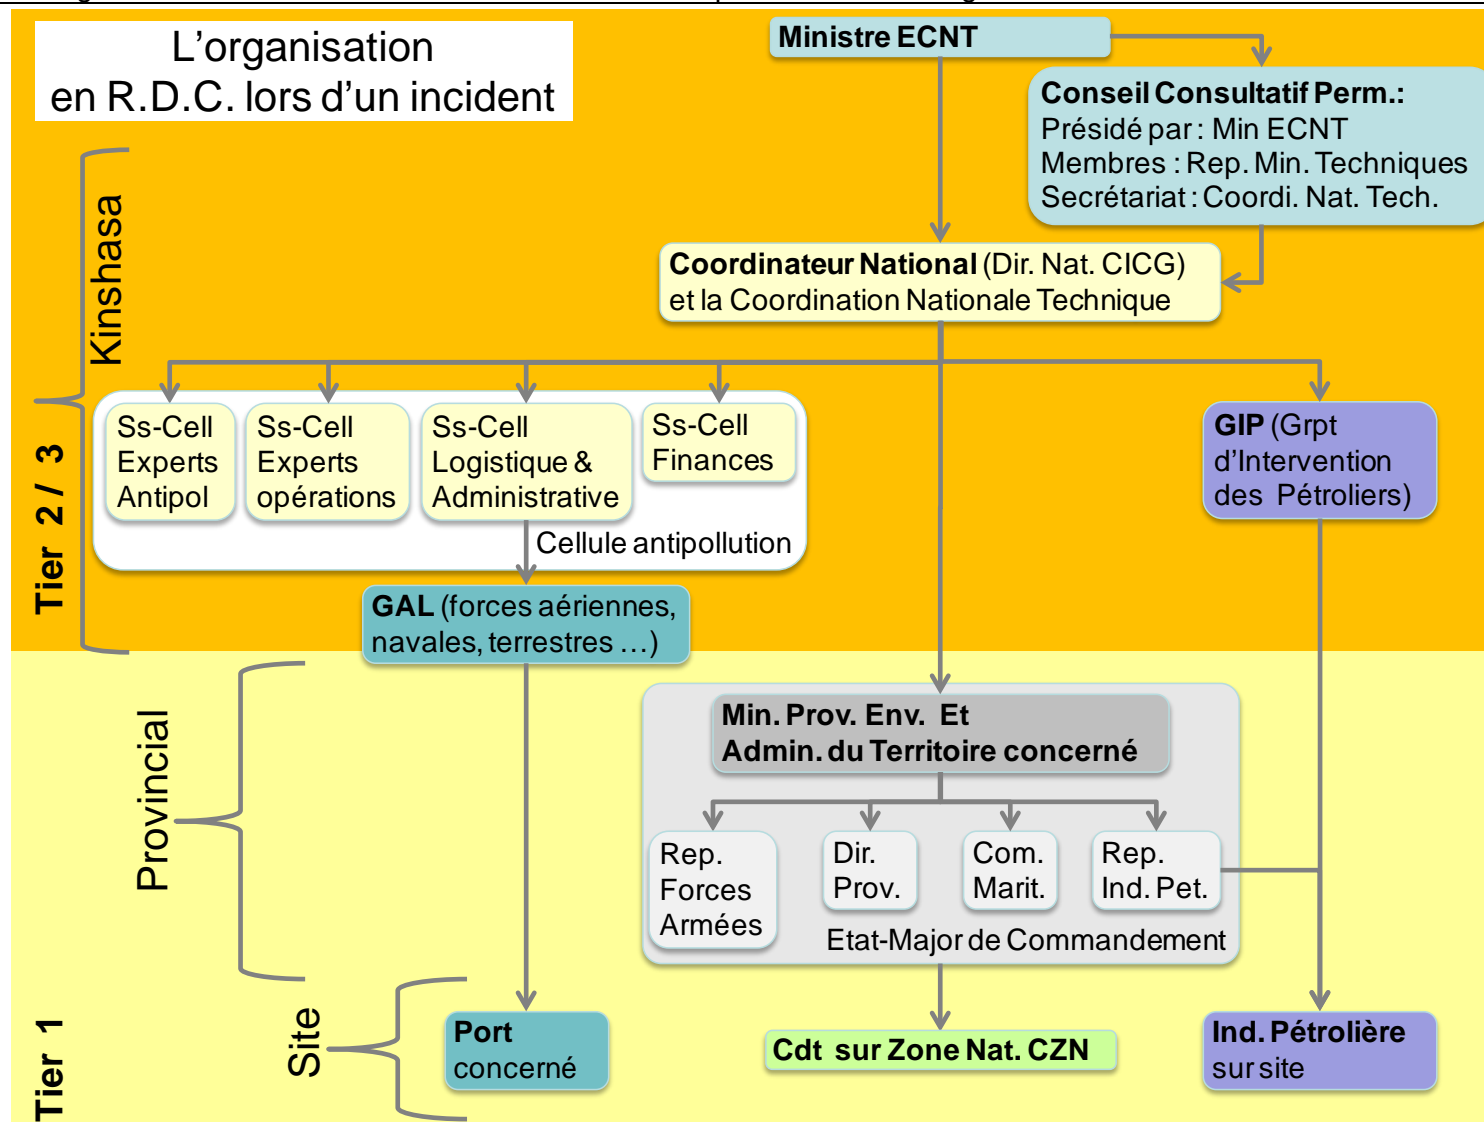 L'organisation
en R.D.C. lors d'un incident
Ministre ECNT
Conseil Consultatif Perm.:
Présidé par : Min ECNT
Membres : Rep. Min. Techniques
Secrétariat : Coordi. Nat. Tech.
Kinshasa
Coordinateur National (Dir. Nat. CICG)
et la Coordination Nationale Technique
Tier 2 / 3
Ss-Cell
Experts
Antipol
Ss-Cell
Experts
opérations
Ss-Cell
Logistique &
Administrative
Ss-Cell
Finances
Cellule antipollution
GIP (Grpt
d'Intervention
des Pétroliers)
GAL (forces aériennes,
navales, terrestres …)
Provincial
Min. Prov. Env. Et
Admin. du Territoire concerné
Rep.
Forces
Armées
Dir.
Prov.
Com.
Marit.
Rep.
Ind. Pet.
Etat-Major de Commandement
Tier 1
Site
Port
concerné
Cdt sur Zone Nat. CZN
Ind. Pétrolière
sur site